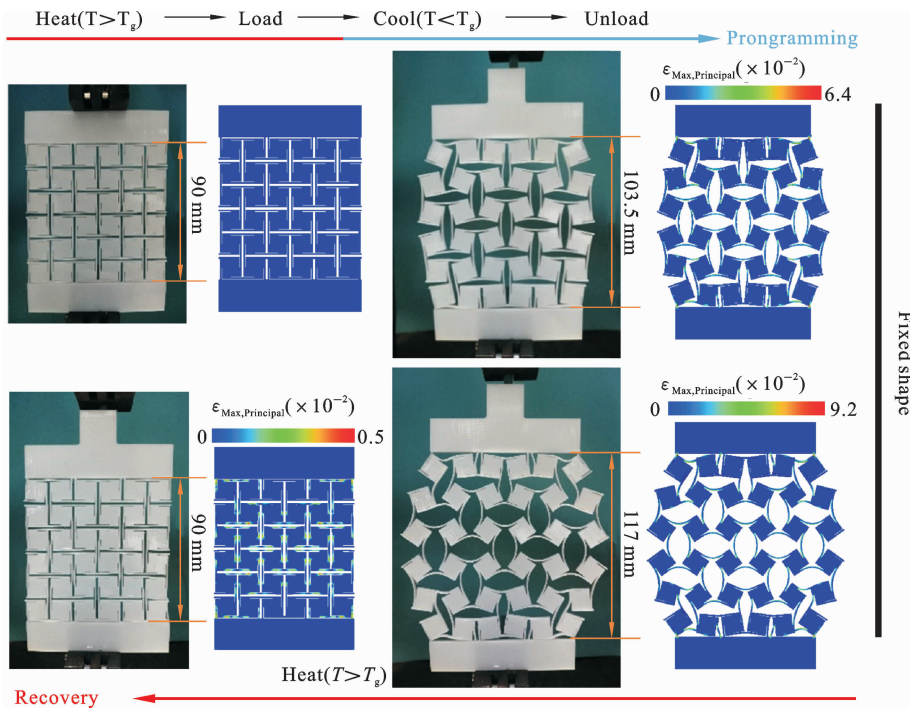 Heat(T>Tg) Load Cool(T<Tg) Unload
Prongramming
εMax,Principal(×10-2)
0 6.4
90 mm
103.5 mm
Fixed shape
εMax,Principal(×10-2)
0 0.5
90 mm
εMax,Principal(×10-2)
0 9.2
117 mm
Heat(T>Tg)
Recovery